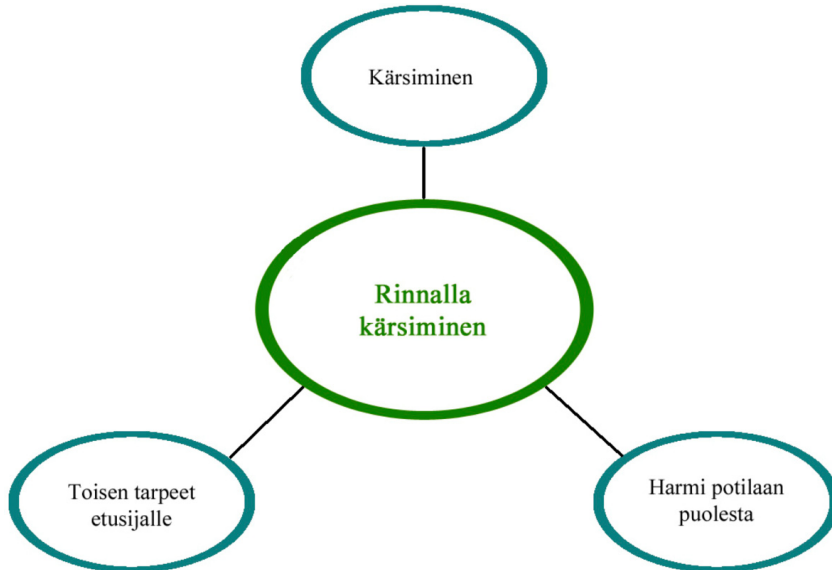 Kärsiminen
Rinnalla
kärsiminen
Toisen tarpeet
etusijalle
Harmi potilaan
puolesta